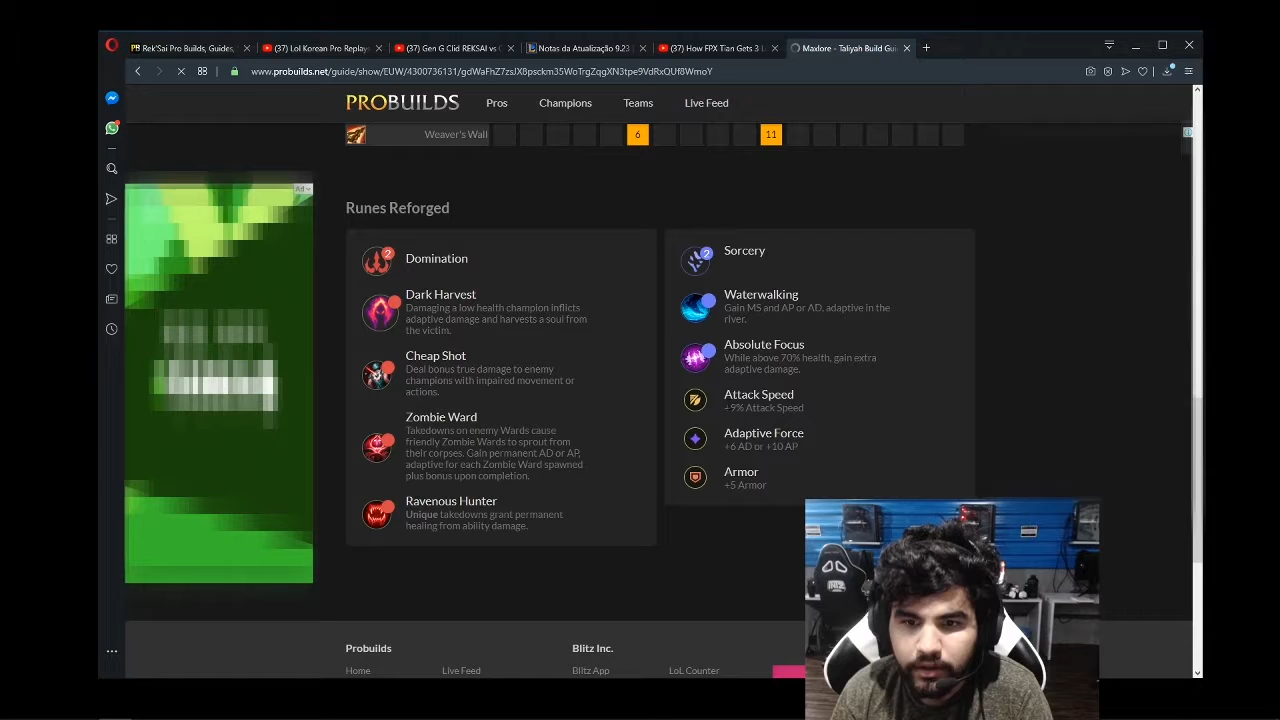 Rek'Sai Pro Builds, Guides,
(37) Lol Korean Pro Replays
(37) Gen G Clid REKSAI vs
Notas da Atualização 9.23
(37) How FPX Tian Gets 3 L
Maxlore - Taliyah Build Gui
www.probuilds.net/guide/show/EUW/4300736131/gdWaFhZ7zsJX8psckm35WoTrgZqgXN3tpe9VdRxQUf8WmoY
PROBUILDS Pros Champions Teams Live Feed
Weaver's Wall 6 11
Ad
Runes Reforged
2
Domination
Dark Harvest
Damaging a low health champion inflicts
adaptive damage and harvests a soul from
the victim.
Cheap Shot
Deal bonus true damage to enemy
champions with impaired movement or
actions.
Zombie Ward
Takedowns on enemy Wards cause
friendly Zombie Wards to sprout from
their corpses. Gain permanent AD or AP,
adaptive for each Zombie Ward spawned
plus bonus upon completion.
Ravenous Hunter
Unique takedowns grant permanent
healing from ability damage.
2
Sorcery
Waterwalking
Gain MS and AP or AD, adaptive in the
river.
Absolute Focus
While above 70% health, gain extra
adaptive damage.
Attack Speed
+9% Attack Speed
Adaptive Force
+6 AD or +10 AP
Armor
+5 Armor
Probuilds
Home Live Feed
Blitz Inc.
Blitz App LoL Counter